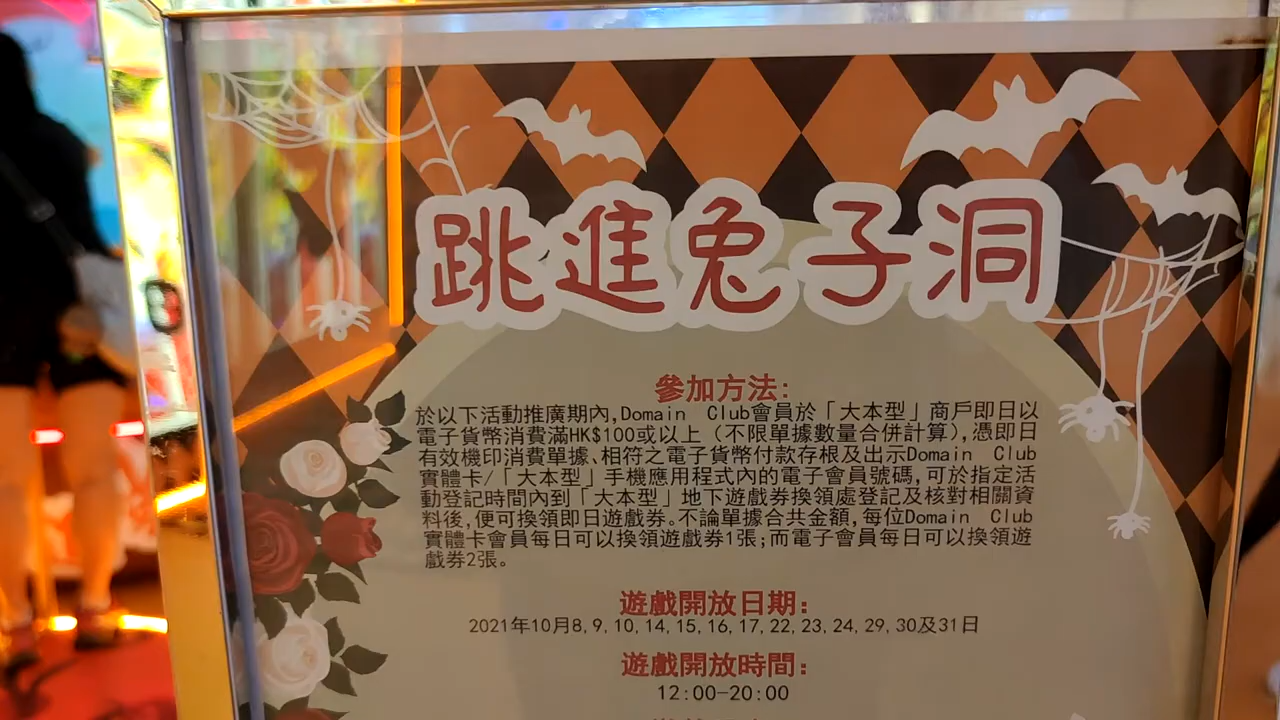 跳進兔子洞
參加方法:
於以下活動推廣期內,Domain Club會員於「大本型」商戶即日以
電子貨幣消費滿HK$100或以上（不限單據數量合併計算),憑即日
有效機印消費單據、相符之電子貨幣付款存根及出示Domain Club
實體卡/「大本型」手機應用程式內的電子會員號碼,可於指定活
動登記時間內到「大本型」地下遊戲券換領處登記及核對相關資
料後,便可換領即日遊戲券。不論單據合共金額,每位Domain Club
實體卡會員每日可以換領遊戲券1張;而電子會員每日可以換領遊
戲券2張。
遊戲開放日期:
2021年10月8,9,10,14,15,16,17,22,23,24,29,30及31日
遊戲開放時間:
12:00-20:00